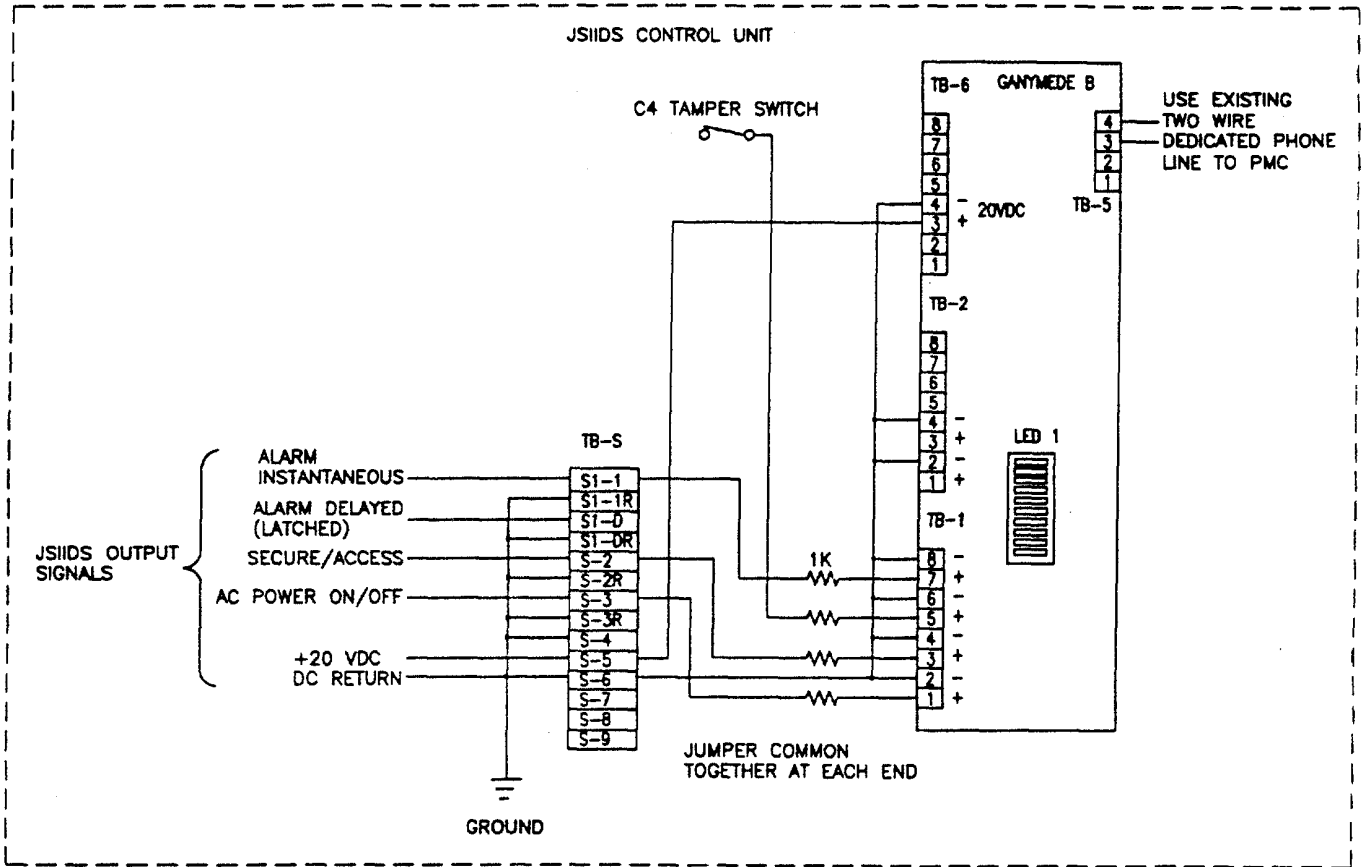 JSIIDS CONTROL UNIT
C4 TAMPER SWITCH
TB-6 GANYMEDE B
8
7
6
5
4 -
3 +
20VDC
2
1
4
3
2
1
TB-5
USE EXISTING
TWO WIRE
DEDICATED PHONE
LINE TO PMC
TB-2
8
7
6
5
4 -
3 +
2 -
1 +
LED 1
TB-1
8 -
7 +
6 -
5 +
4 -
3 +
2 -
1 +
1K
TB-S
S1-1
S1-1R
S1-D
S1-DR
S-2
S-2R
S-3
S-3R
S-4
S-5
S-6
S-7
S-8
S-9
JSIIDS OUTPUT
SIGNALS
ALARM
INSTANTANEOUS
ALARM DELAYED
(LATCHED)
SECURE/ACCESS
AC POWER ON/OFF
+20 VDC
DC RETURN
JUMPER COMMON
TOGETHER AT EACH END
GROUND